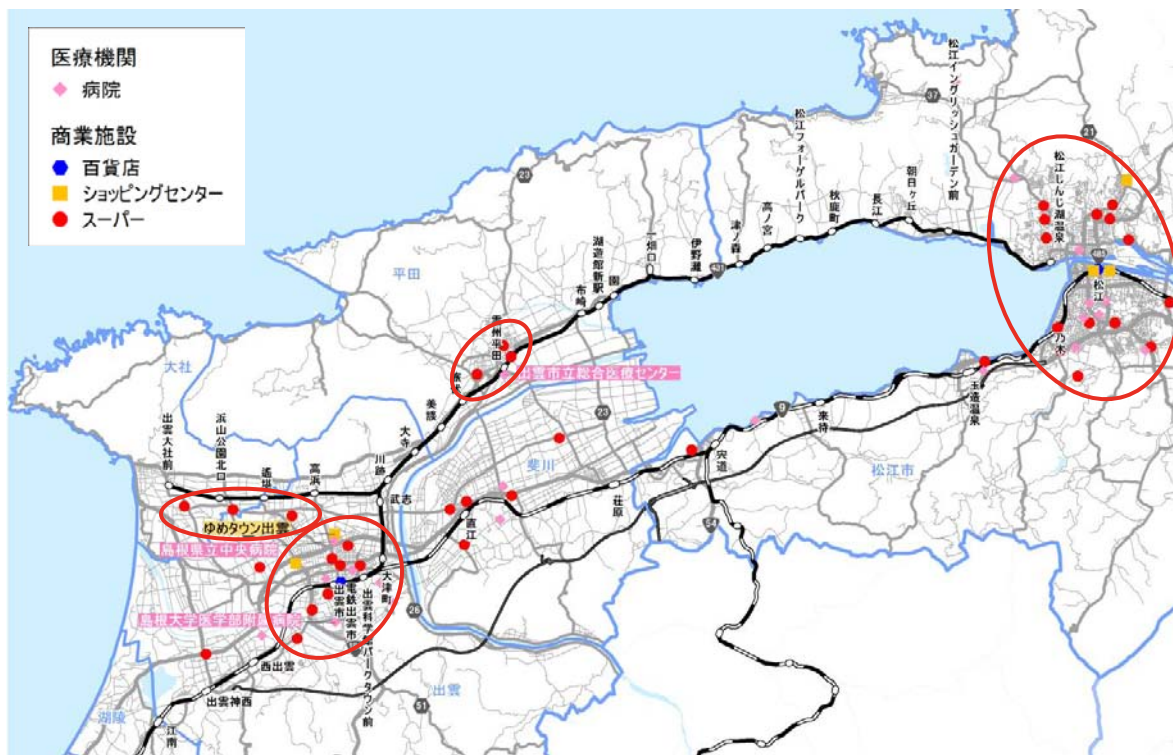 医療機関
病院
商業施設
百貨店
ショッピングセンター
スーパー
松江イングリッシュガーデン前
37
21
松江フォーゲルパーク
朝日ヶ丘
松江しんじ湖温泉
23
秋鹿町
長江
高ノ宮
津ノ森
伊野灘
一畑口
湖遊館新駅
園
布崎
平田
431
485
松江
雲州平田
乃木
大社
出雲市立総合医療センター
玉造温泉
9
来待
松江市
美談
大寺
23
出雲大社前
浜山公園北口
遙堪
高浜
川跡
武志
斐川
宍道
荘原
直江
54
ゆめタウン出雲
島根県立中央病院
大津町
出雲科学館パークタウン前
電鉄出雲市
出雲市
26
島根大学医学部附属病院
西出雲
出雲神西
出雲
51
湖陵
江南